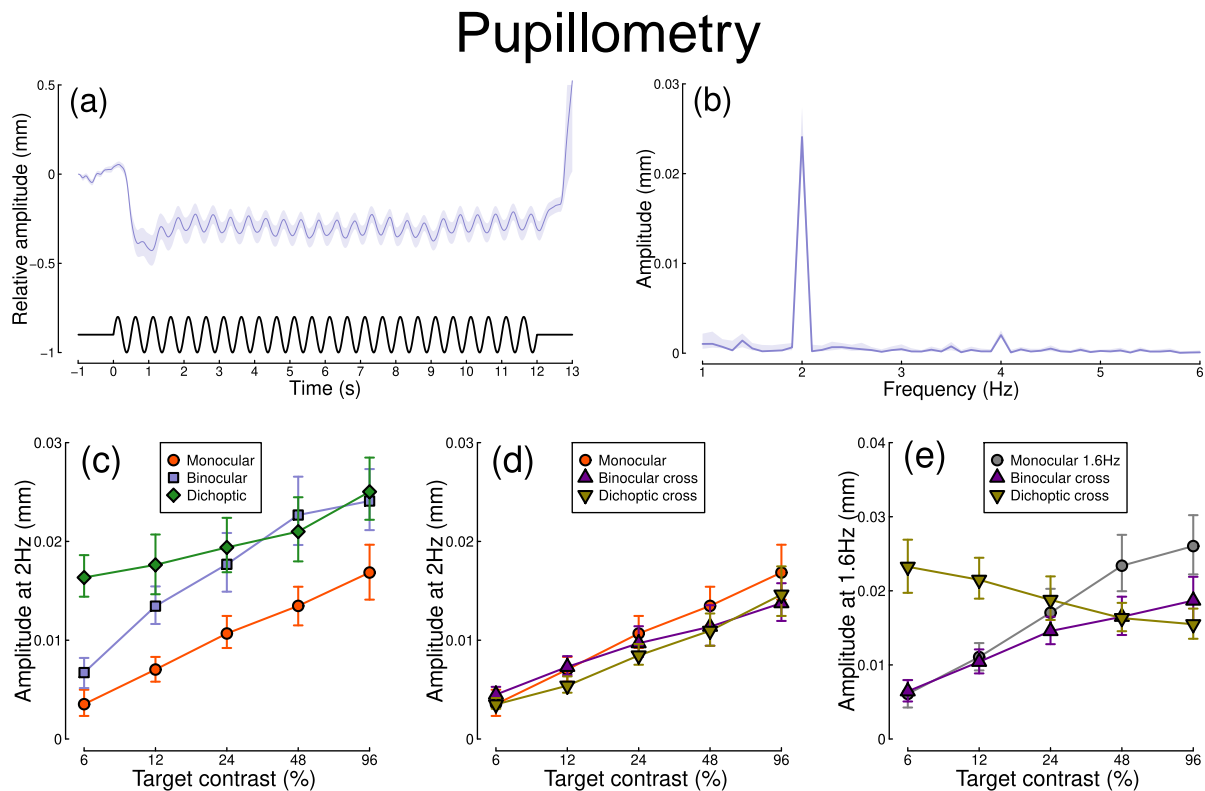 Pupillometry
(a)
Relative amplitude (mm)
0.5
0
−0.5
−1
−1 0 1 2 3 4 5 6 7 8 9 10 11 12 13
Time (s)
(b)
Amplitude (mm)
0.03
0.02
0.01
0
1 2 3 4 5 6
Frequency (Hz)
(c)
Monocular
Binocular
Dichoptic
Amplitude at 2Hz (mm)
0.03
0.02
0.01
0
6 12 24 48 96
Target contrast (%)
(d)
Monocular
Binocular cross
Dichoptic cross
Amplitude at 2Hz (mm)
0.03
0.02
0.01
0
6 12 24 48 96
Target contrast (%)
(e)
Monocular 1.6Hz
Binocular cross
Dichoptic cross
Amplitude at 1.6Hz (mm)
0.04
0.03
0.02
0.01
0
6 12 24 48 96
Target contrast (%)